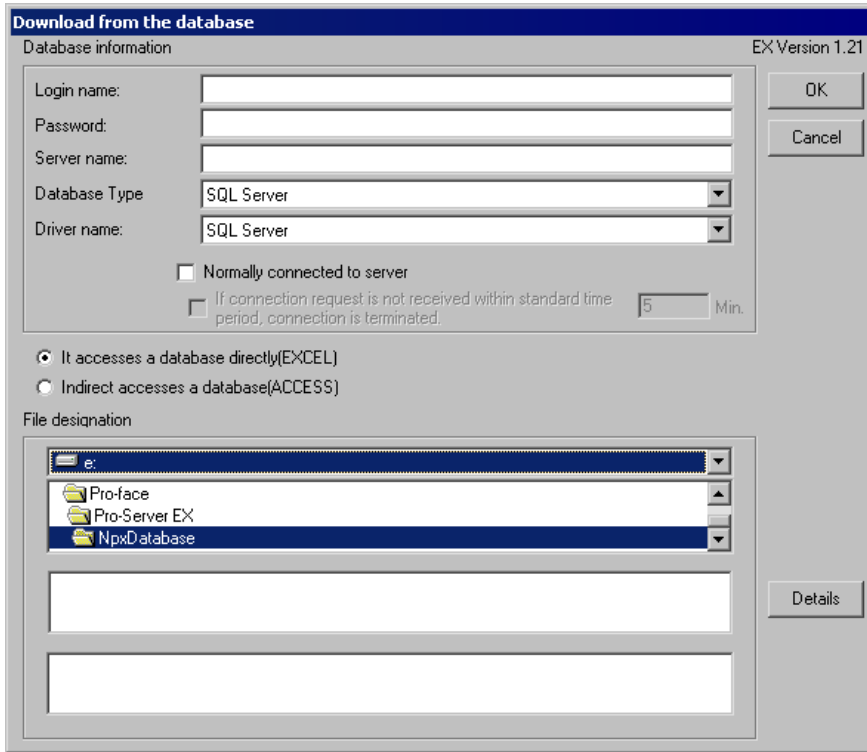 Download from the database
Database information
EX Version 1.21
Login name:
OK
Password:
Cancel
Server name:
Database Type
SQL Server
Driver name:
SQL Server
Normally connected to server
If connection request is not received within standard time
period, connection is terminated.
5
Min.
It accesses a database directly(EXCEL)
Indirect accesses a database(ACCESS)
File designation
e:
Pro-face
Pro-Server EX
NpxDatabase
Details